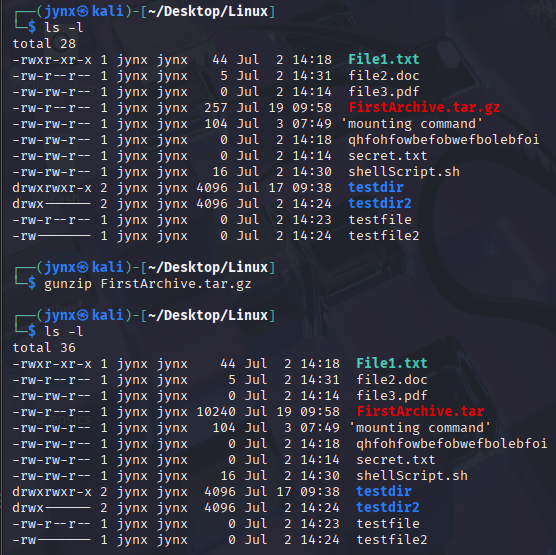 ┌──(jynx㉿kali)-[~/Desktop/Linux]
└─$ ls -l
total 28
-rwxr-xr-x 1 jynx jynx   44 Jul  2 14:18  File1.txt
-rw-r--r-- 1 jynx jynx    5 Jul  2 14:31  file2.doc
-rw-r--r-- 1 jynx jynx    0 Jul  2 14:14  file3.pdf
-rw-r--r-- 1 jynx jynx  257 Jul 19 09:58  FirstArchive.tar.gz
-rw-rw-r-- 1 jynx jynx  104 Jul  3 07:49 'mounting command'
-rw-rw-r-- 1 jynx jynx    0 Jul  2 14:18  qhfohfowbefobwefbolebfoi
-rw-rw-r-- 1 jynx jynx    0 Jul  2 14:14  secret.txt
-rw-rw-r-- 1 jynx jynx   16 Jul  2 14:30  shellScript.sh
drwxrwxr-x 2 jynx jynx 4096 Jul 17 09:38  testdir
drwx------ 2 jynx jynx 4096 Jul  2 14:24  testdir2
-rw-r--r-- 1 jynx jynx    0 Jul  2 14:23  testfile
-rw------- 1 jynx jynx    0 Jul  2 14:24  testfile2
┌──(jynx㉿kali)-[~/Desktop/Linux]
└─$ gunzip FirstArchive.tar.gz
┌──(jynx㉿kali)-[~/Desktop/Linux]
└─$ ls -l
total 36
-rwxr-xr-x 1 jynx jynx    44 Jul  2 14:18  File1.txt
-rw-r--r-- 1 jynx jynx     5 Jul  2 14:31  file2.doc
-rw-r--r-- 1 jynx jynx     0 Jul  2 14:14  file3.pdf
-rw-r--r-- 1 jynx jynx 10240 Jul 19 09:58  FirstArchive.tar
-rw-rw-r-- 1 jynx jynx   104 Jul  3 07:49 'mounting command'
-rw-rw-r-- 1 jynx jynx     0 Jul  2 14:18  qhfohfowbefobwefbolebfoi
-rw-rw-r-- 1 jynx jynx     0 Jul  2 14:14  secret.txt
-rw-rw-r-- 1 jynx jynx    16 Jul  2 14:30  shellScript.sh
drwxrwxr-x 2 jynx jynx  4096 Jul 17 09:38  testdir
drwx------ 2 jynx jynx  4096 Jul  2 14:24  testdir2
-rw-r--r-- 1 jynx jynx     0 Jul  2 14:23  testfile
-rw------- 1 jynx jynx     0 Jul  2 14:24  testfile2